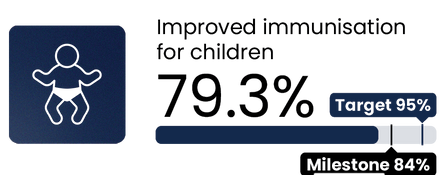 Improved immunisation
for children
79.3%
Target 95%
Milestone 84%